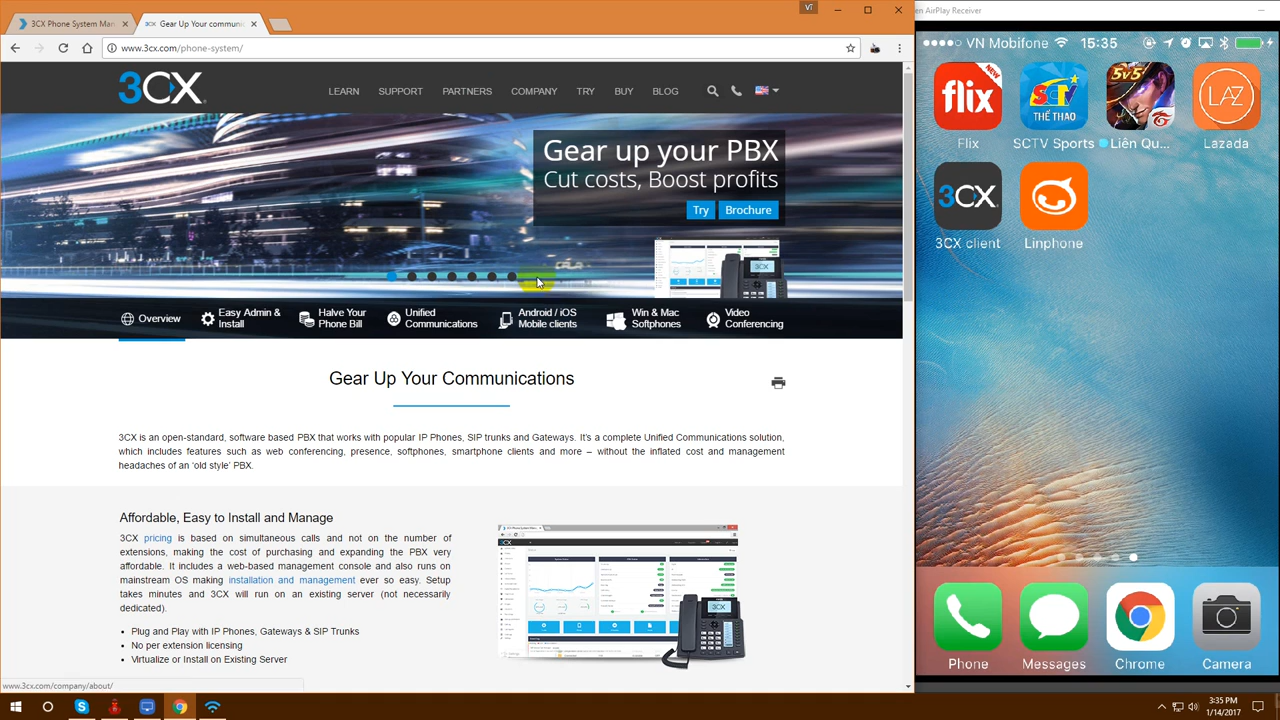 3CX Phone System Man
Gear Up Your communic
Vî
en AirPlay Receiver
www.3cx.com/phone-system/
3CX
LEARN SUPPORT PARTNERS COMPANY TRY BUY BLOG
Gear up your PBX
Cut costs, Boost profits
Try Brochure
Overview
Easy Admin &
Install
Halve Your
Phone Bill
Unified
Communications
Android / iOS
Mobile clients
Win & Mac
Softphones
Video
Conferencing
Gear Up Your Communications
3CX is an open-standard, software based PBX that works with popular IP Phones, SIP trunks and Gateways. It's a complete Unified Communications solution,
which includes features such as web conferencing, presence, softphones, smartphone clients and more – without the inflated cost and management
headaches of an 'old style' PBX.
Affordable, Easy to Install and Manage
3CX pricing is based on simultaneous calls and not on the number of
extensions, making the cost of purchasing and expanding the PBX very
affordable. It includes a web-based management console and also runs on
mainstream OS making installation and management ever so easy. Setup
takes minutes and 3CX will run on an existing server (not necessarily
dedicated).
• Plug and Play with IP Phones, Gateways & SIP Trunks
• No per extension licensing
• Virtualize or Install on Existing Server
www.3cx.com/company/about/
VN Mobifone 15:35
flix
NEW
SCTV
THỂ THAO
5v5
LAZ
Flix SCTV Sports Liên Qu... Lazada
3CX
3CX client Linphone
Phone Messages Chrome Camera
3:35 PM
1/14/2017